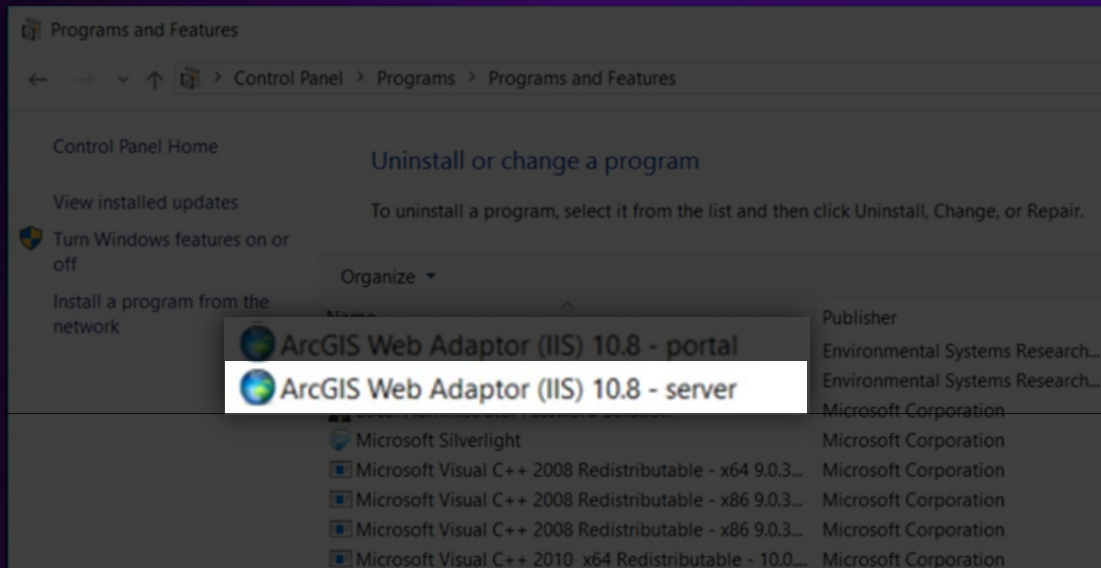 Programs and Features
Control Panel > Programs > Programs and Features
Control Panel Home
View installed updates
Turn Windows features on or
off
Install a program from the
network
Uninstall or change a program
To uninstall a program, select it from the list and then click Uninstall, Change, or Repair.
Organize
Name
Publisher
ArcGIS Web Adaptor (IIS) 10.8 - portal
Environmental Systems Research...
ArcGIS Web Adaptor (IIS) 10.8 - server
Environmental Systems Research...
Local Administrator Password Solution
Microsoft Corporation
Microsoft Silverlight
Microsoft Corporation
Microsoft Visual C++ 2008 Redistributable - x64 9.0.3...
Microsoft Corporation
Microsoft Visual C++ 2008 Redistributable - x86 9.0.3...
Microsoft Corporation
Microsoft Visual C++ 2008 Redistributable - x86 9.0.3...
Microsoft Corporation
Microsoft Visual C++ 2010 x64 Redistributable - 10.0....
Microsoft Corporation